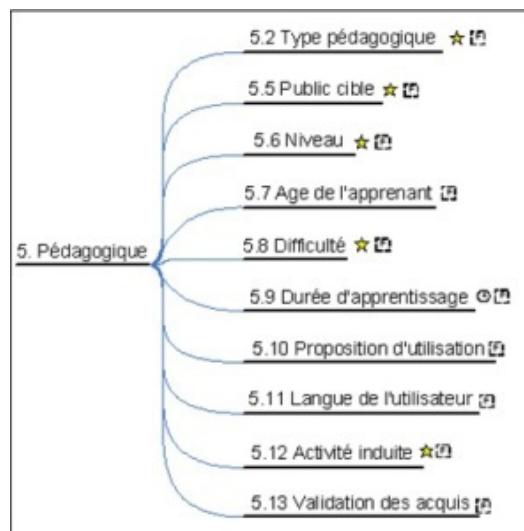 5.2 Type pédagogique
5.5 Public cible
5.6 Niveau
5.7 Age de l'apprenant
5. Pédagogique
5.8 Difficulté
5.9 Durée d'apprentissage
5.10 Proposition d'utilisation
5.11 Langue de l'utilisateur
5.12 Activité induite
5.13 Validation des acquis